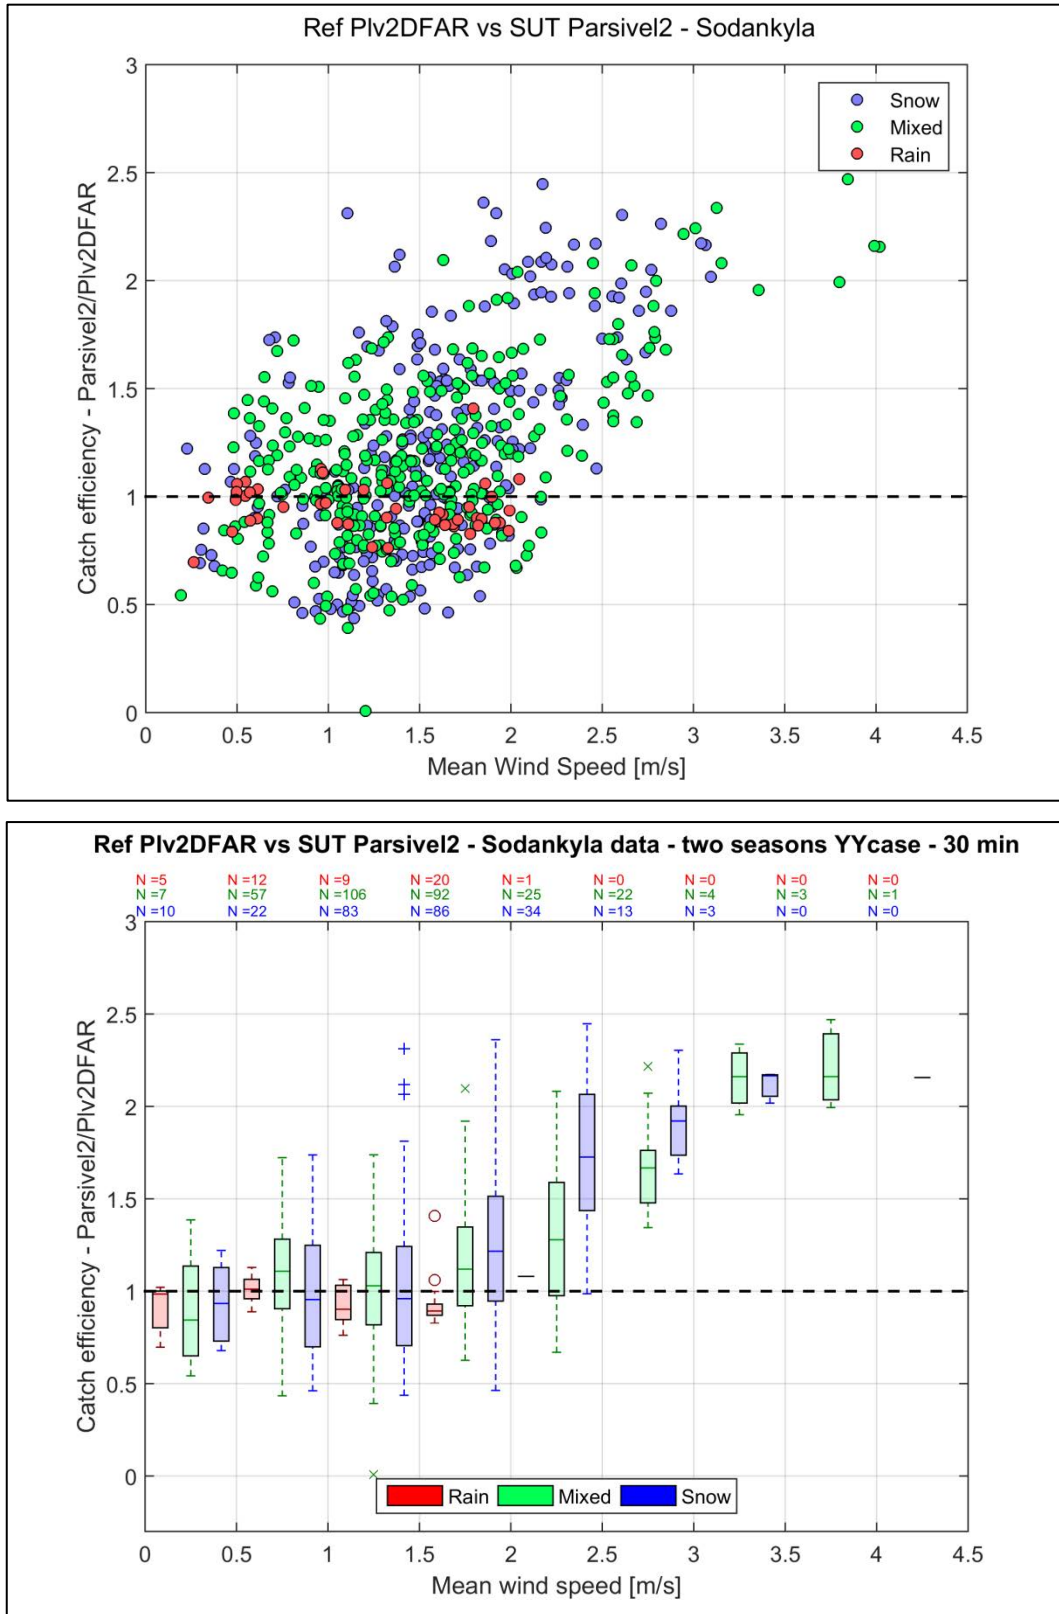 Ref Plv2DFAR vs SUT Parsivel2 - Sodankyla
Catch efficiency - Parsivel2/Plv2DFAR
3
2.5
2
1.5
1
0.5
0
Snow
Mixed
Rain
0 0.5 1 1.5 2 2.5 3 3.5 4 4.5
Mean Wind Speed [m/s]
Ref Plv2DFAR vs SUT Parsivel2 - Sodankyla data - two seasons YYcase - 30 min
N =5 N =12 N =9 N =20 N =1 N =0 N =0 N =0 N =0
N =7 N =57 N =106 N =92 N =25 N =22 N =4 N =3 N =1
N =10 N =22 N =83 N =86 N =34 N =13 N =3 N =0 N =0
Catch efficiency - Parsivel2/Plv2DFAR
3
2.5
2
1.5
1
0.5
0
Rain Mixed Snow
0 0.5 1 1.5 2 2.5 3 3.5 4 4.5
Mean wind speed [m/s]